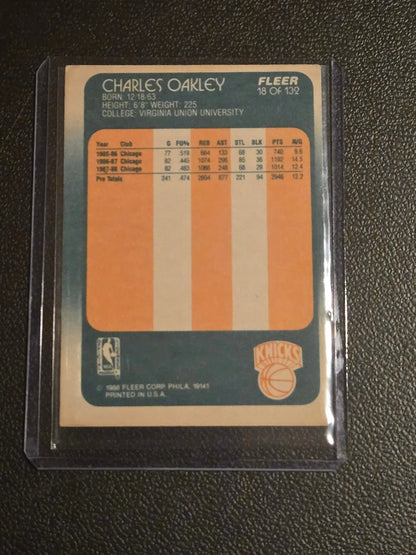 CHARLES OAKLEY
BORN: 12-18-63
HEIGHT: 6'8" WEIGHT: 225
COLLEGE: VIRGINIA UNION UNIVERSITY
FLEER
18 OF 132
Year Club G FG% REB AST STL BLK PTS AVG
1985-86 Chicago 77 .519 664 133 68 30 740 9.6
1986-87 Chicago 82 .445 1074 296 85 36 1192 14.5
1987-88 Chicago 82 .483 1066 248 68 28 1014 12.4
Pro Totals 241 .474 2804 677 221 94 2946 12.2
NBA
KNICKS
© 1988 FLEER CORP. PHILA. 19141
PRINTED IN U.S.A.